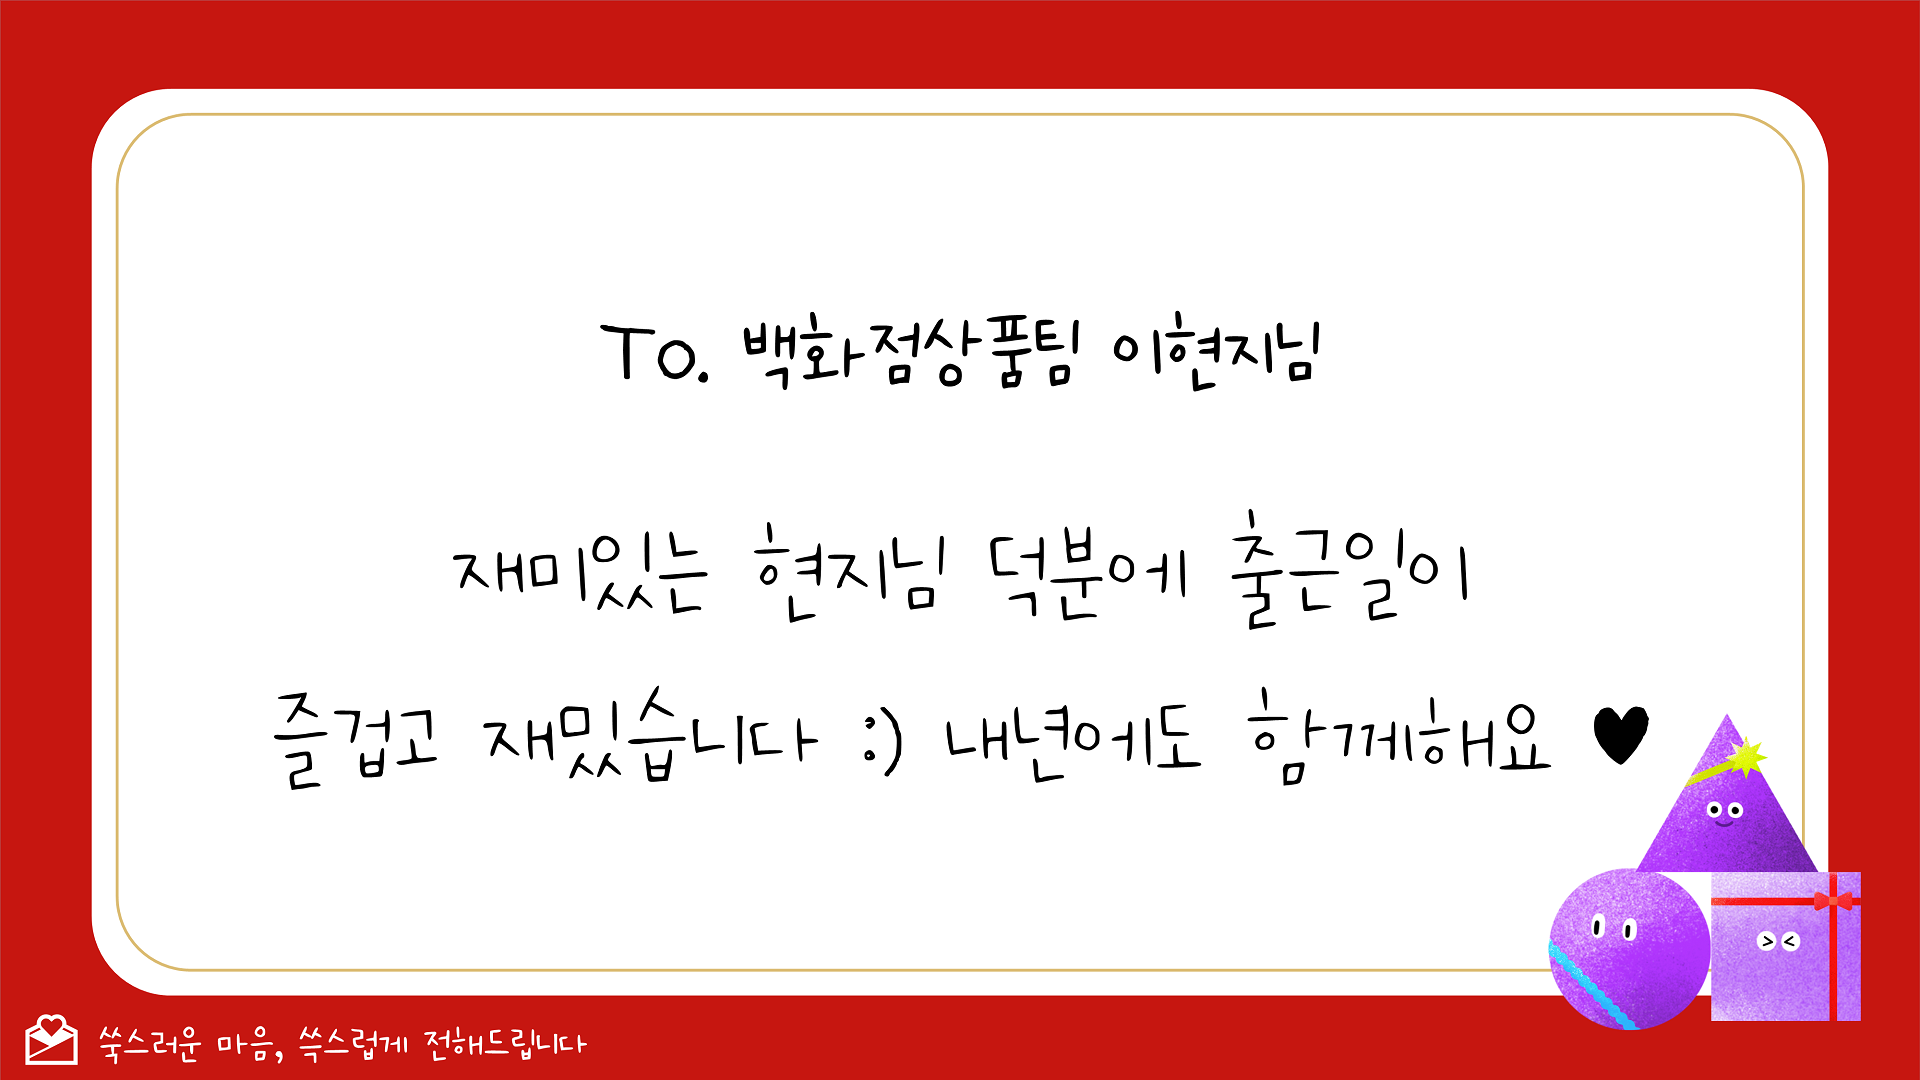 To. 백화점상품팀 이현지님
재미있는 현지님 덕분에 출근일이
즐겁고 재밌습니다 :) 내년에도 함께해요 ♥
쑥스러운 마음, 쓱스럽게 전해드립니다